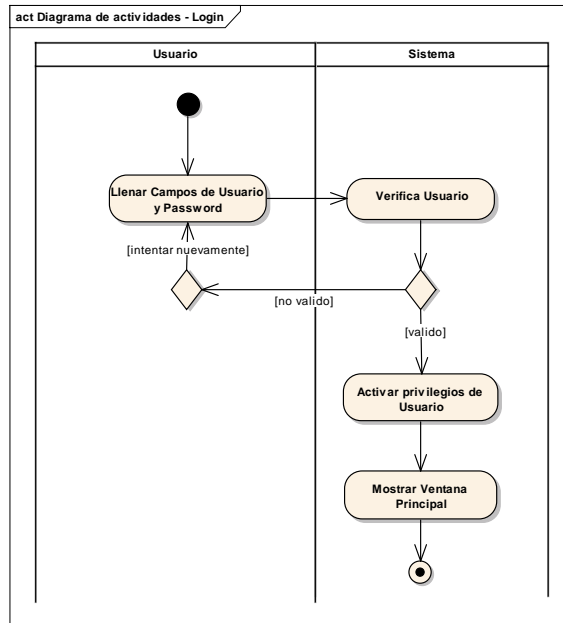 act Diagrama de actividades - Login
Usuario
Sistema
Llenar Campos de Usuario
y Password
Verifica Usuario
[intentar nuevamente]
[no valido]
[valido]
Activar privilegios de
Usuario
Mostrar Ventana
Principal